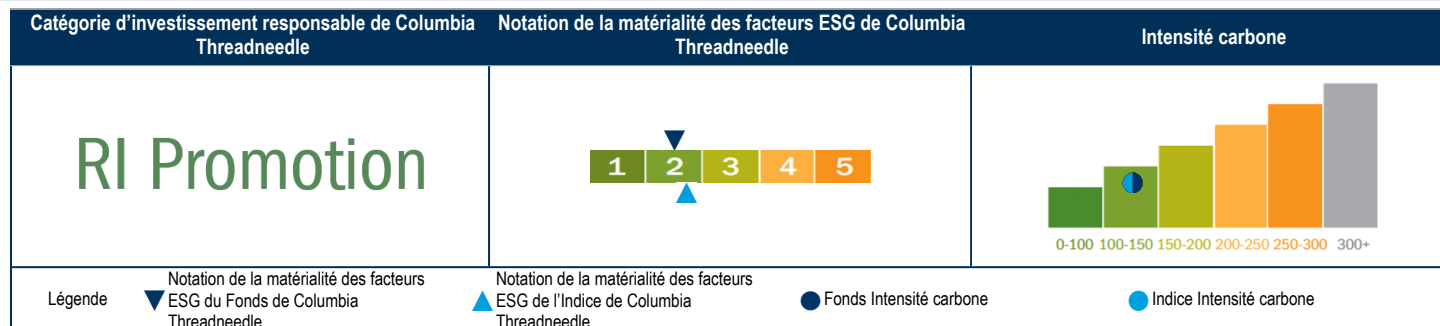 Catégorie d'investissement responsable de Columbia
Threadneedle
Notation de la matérialité des facteurs ESG de Columbia
Threadneedle
Intensité carbone
RI Promotion
1 2 3 4 5
0-100 100-150 150-200 200-250 250-300 300+
Légende
Notation de la matérialité des facteurs
ESG du Fonds de Columbia
Threadneedle
Notation de la matérialité des facteurs
ESG de l'Indice de Columbia
Threadneedle
Fonds Intensité carbone
Indice Intensité carbone